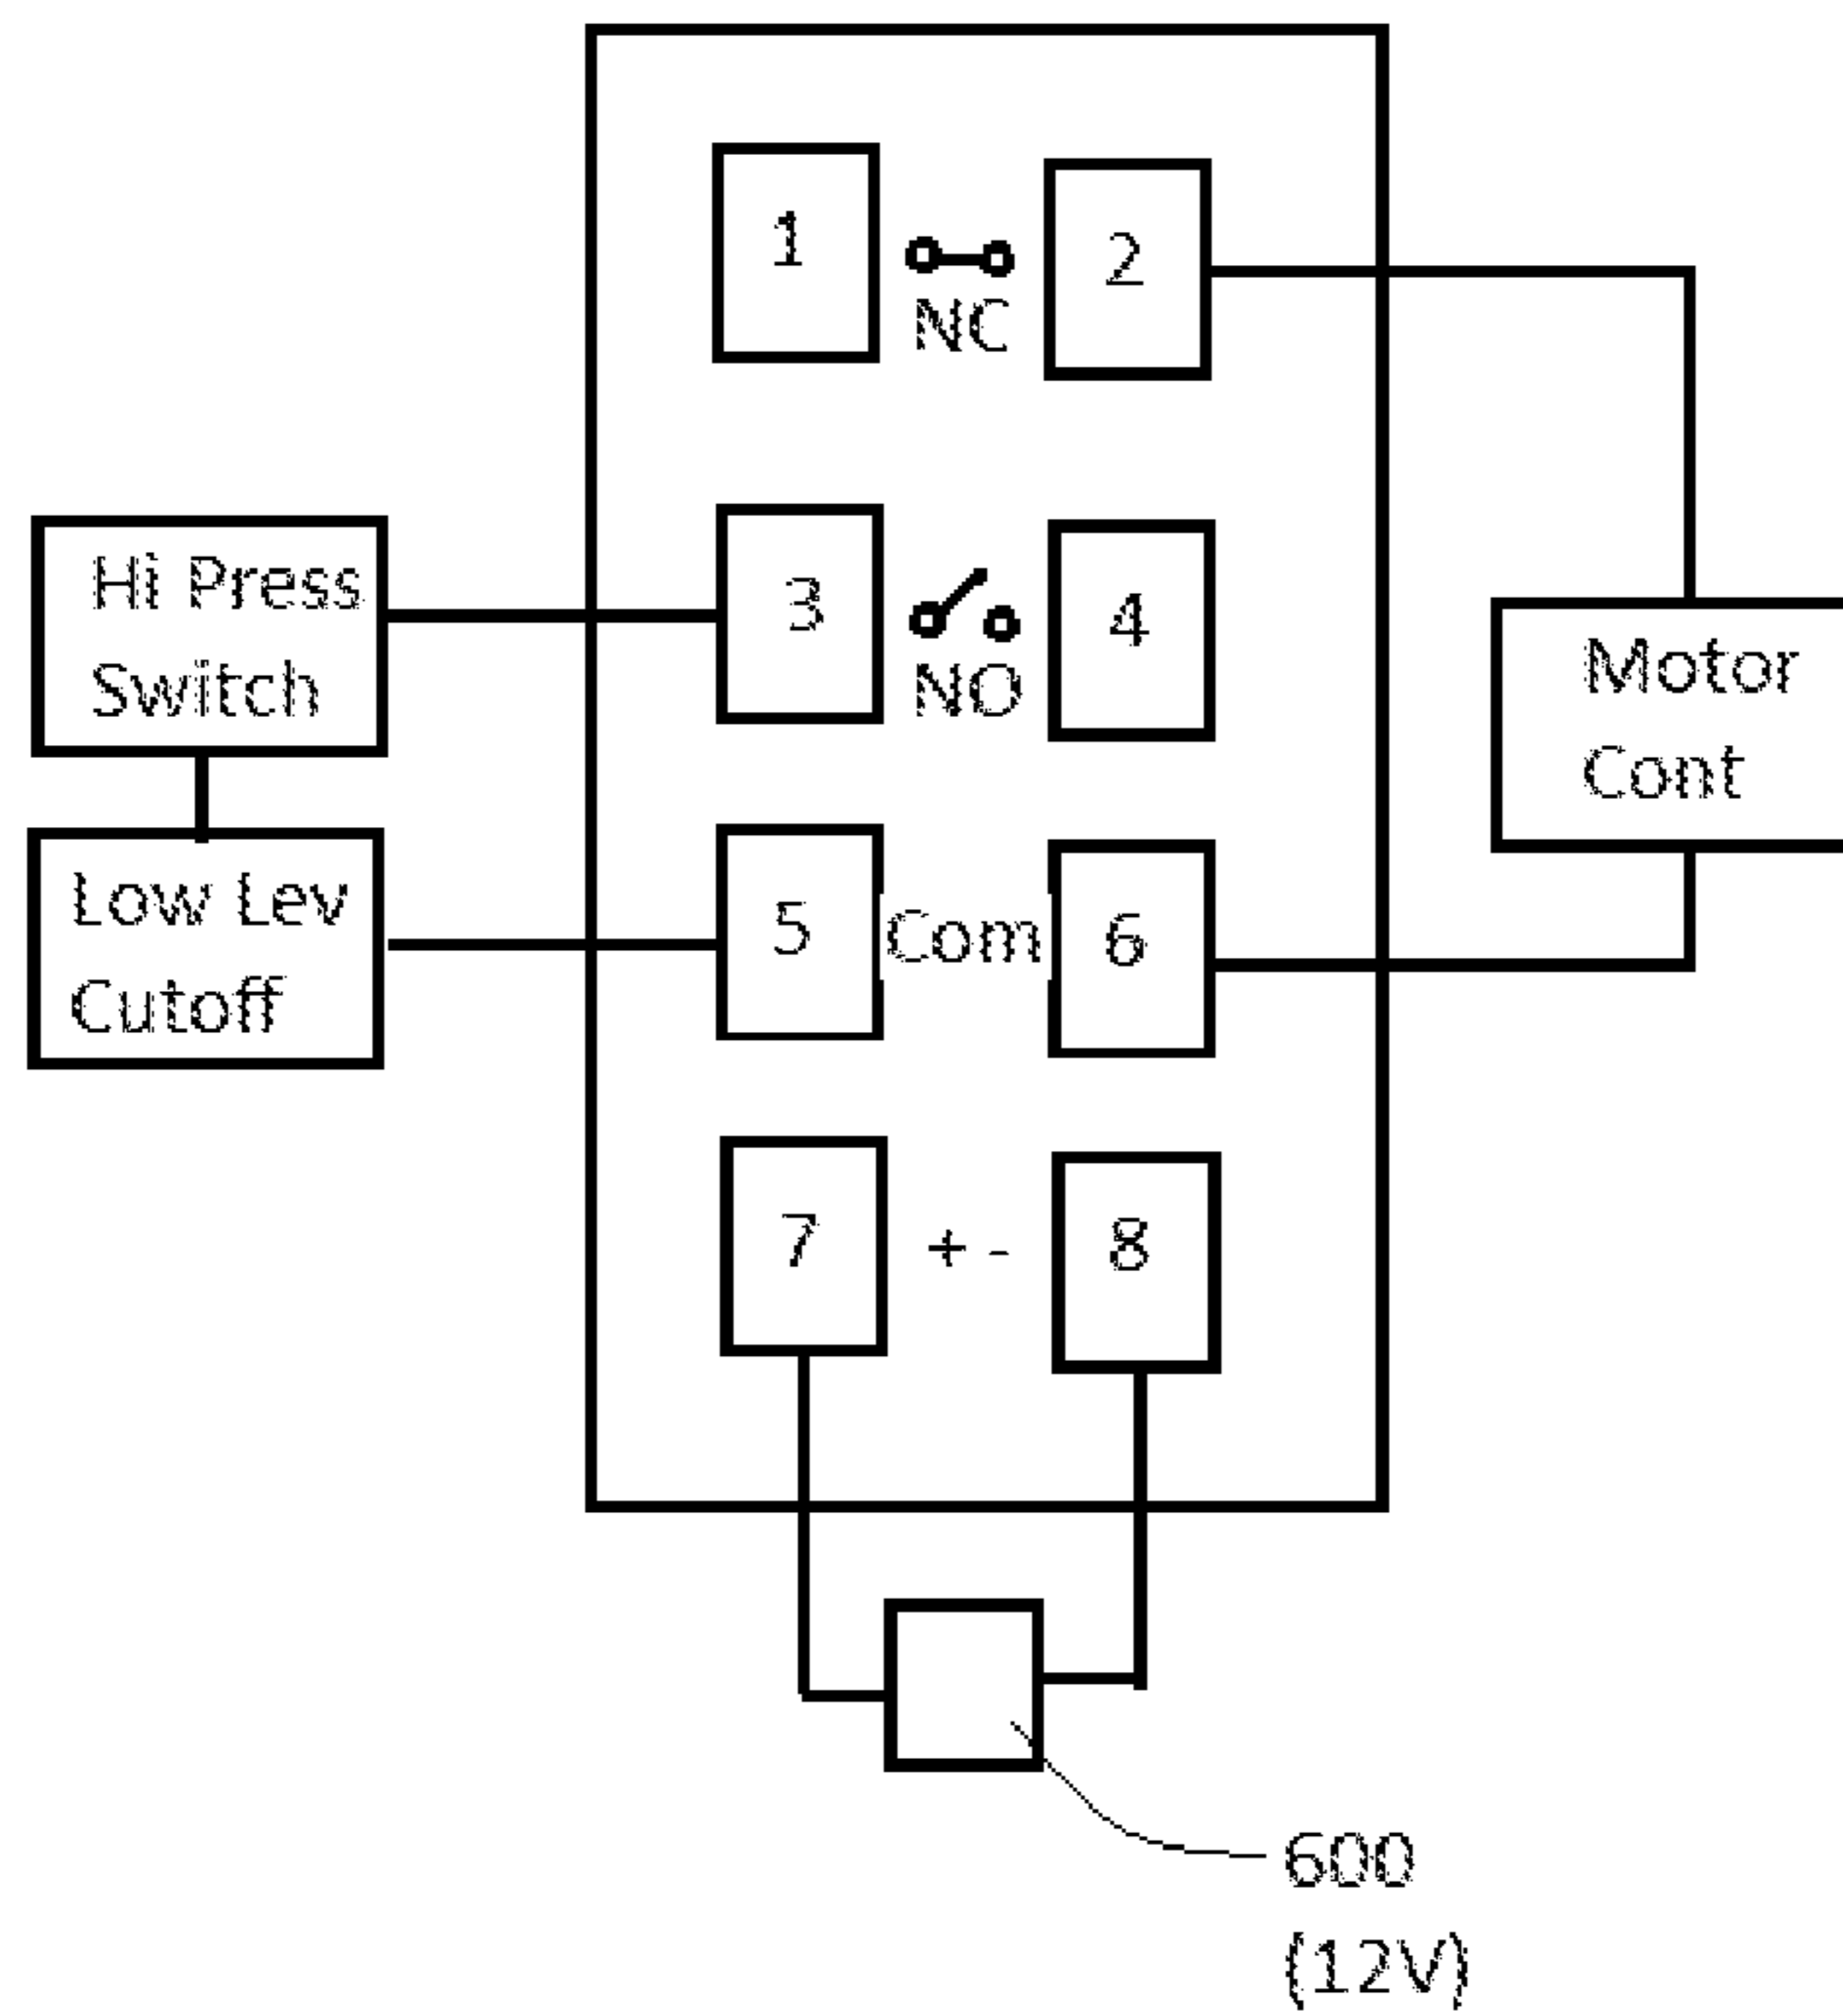 1
2
NC
Hi Press
Switch
3
NO
4
Motor
Cont
Low Lev
Cutoff
5
Com
6
7
+ -
8
600
(12V)